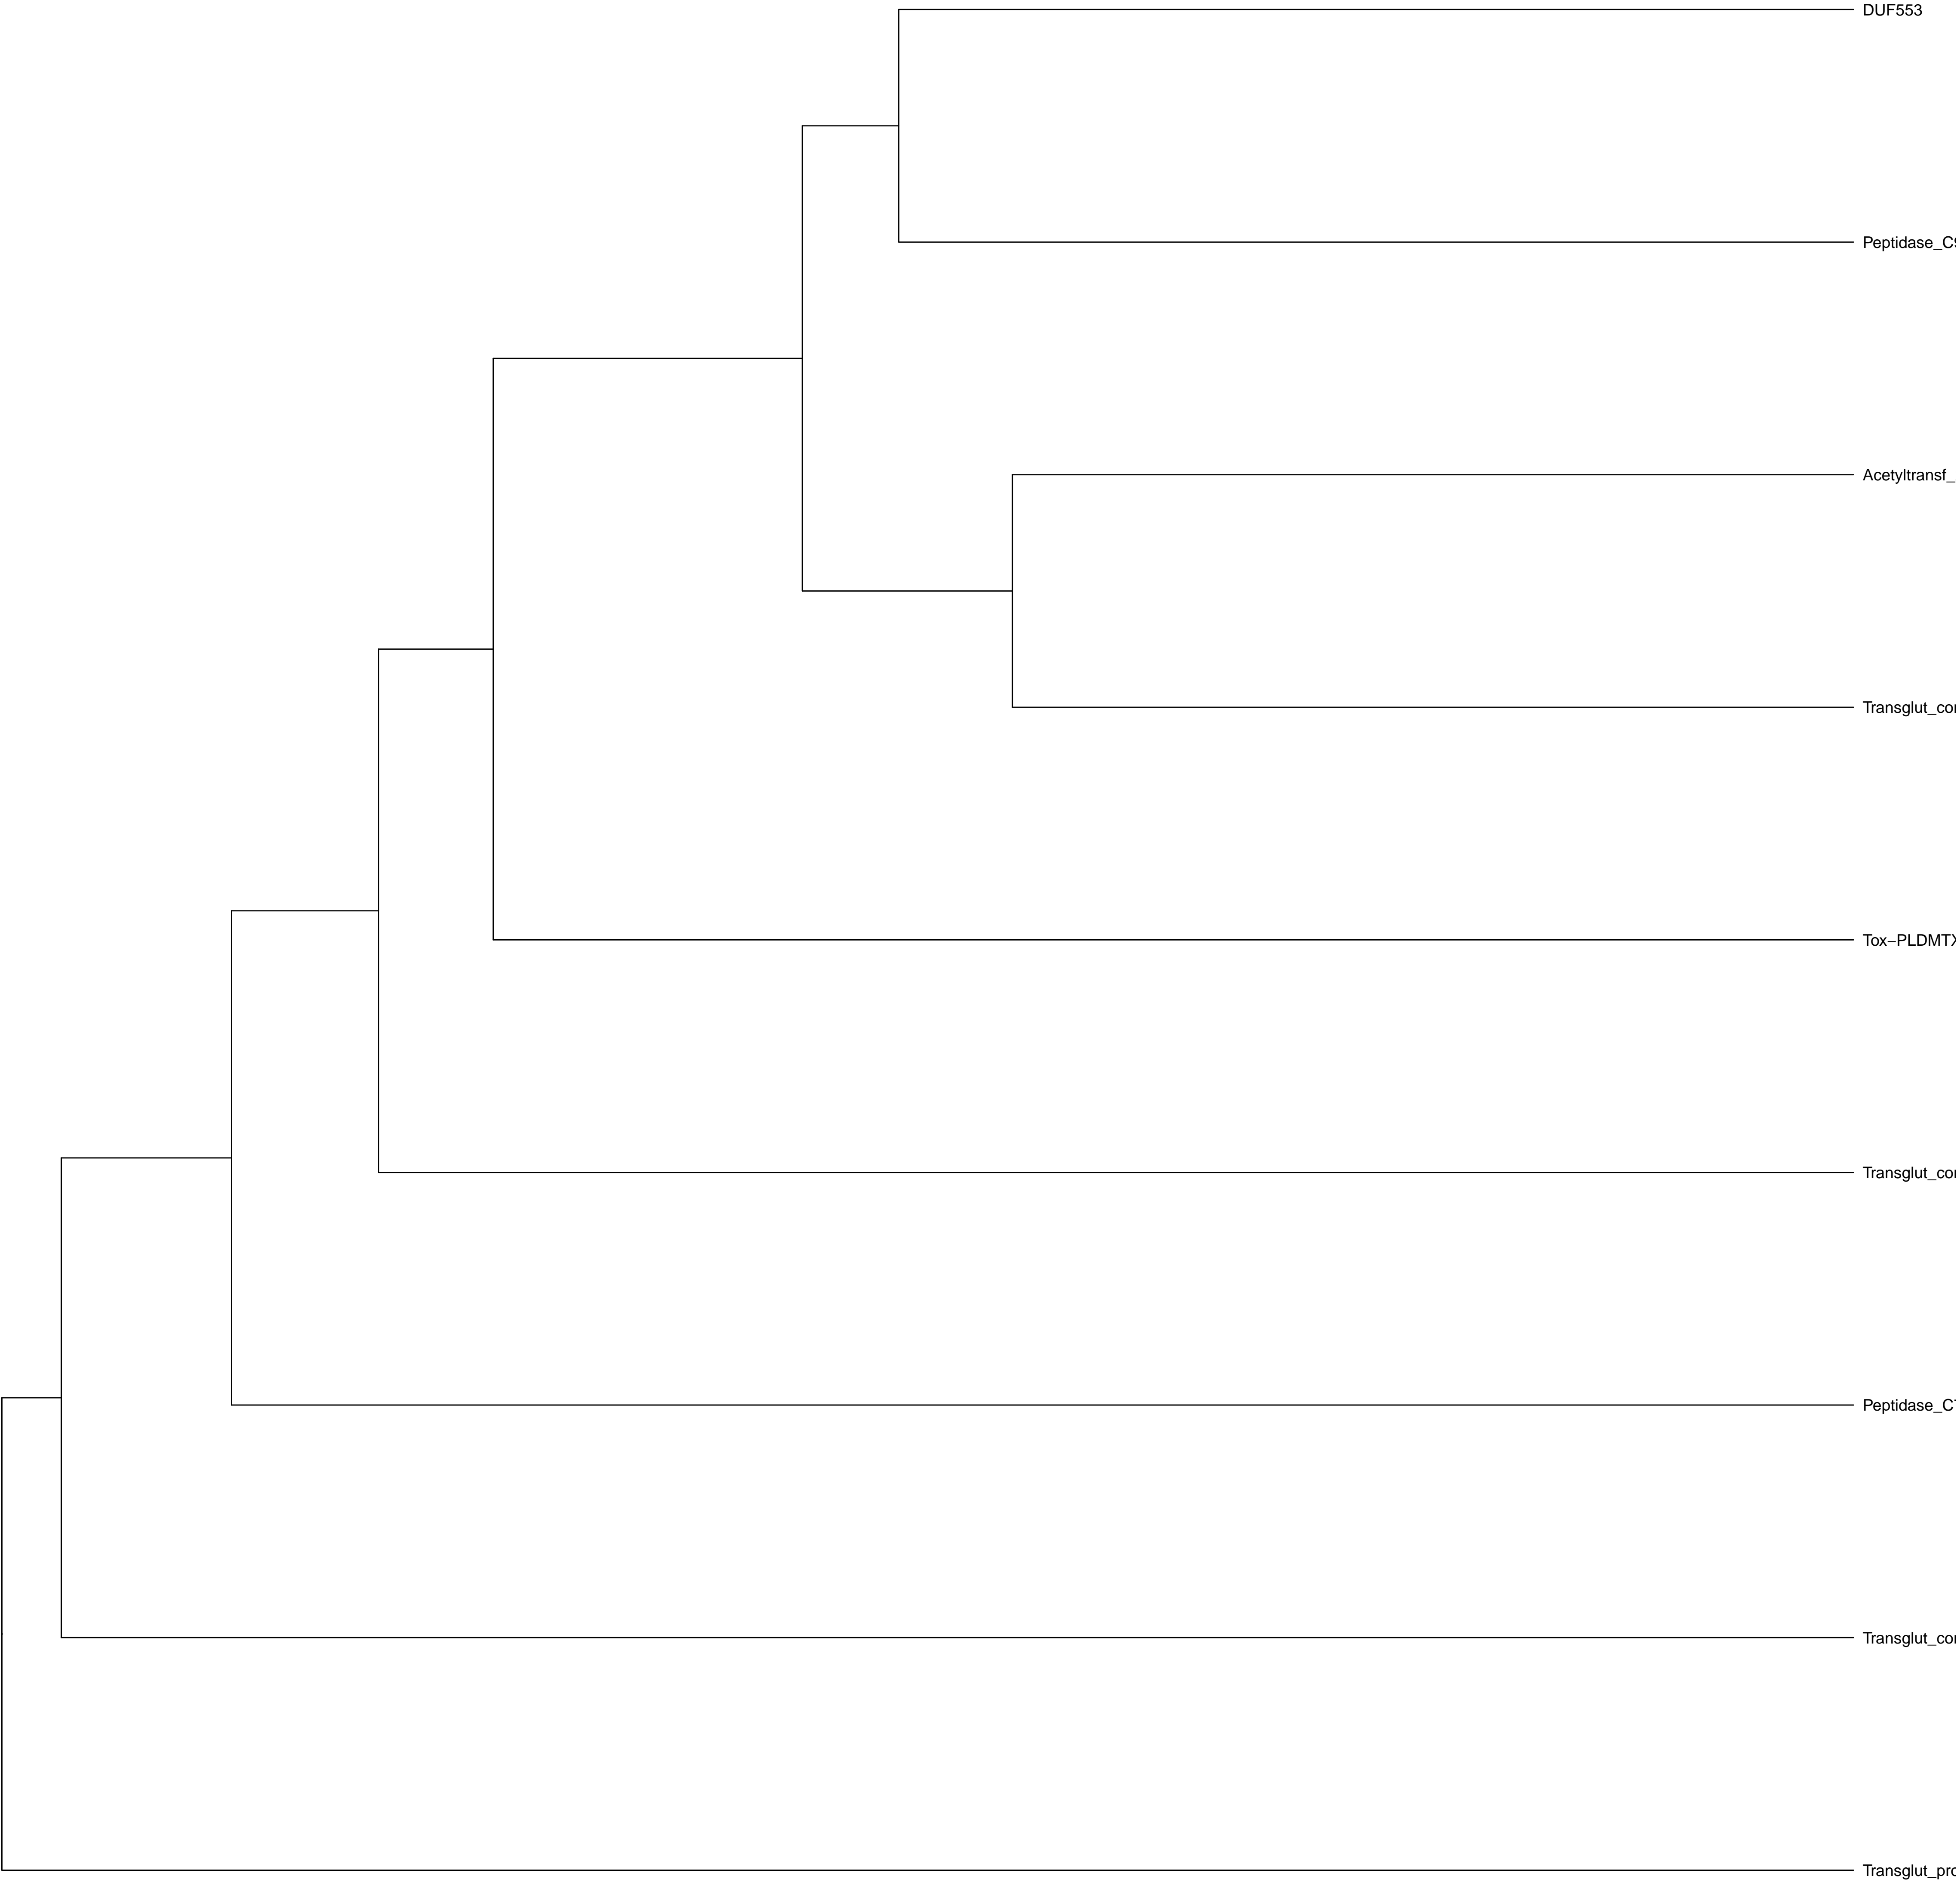 DUF553
Peptidase_C
Acetyltransf_
Transglut_co
Tox−PLDMT
Transglut_co
Peptidase_C
Transglut_co
Transglut_pr